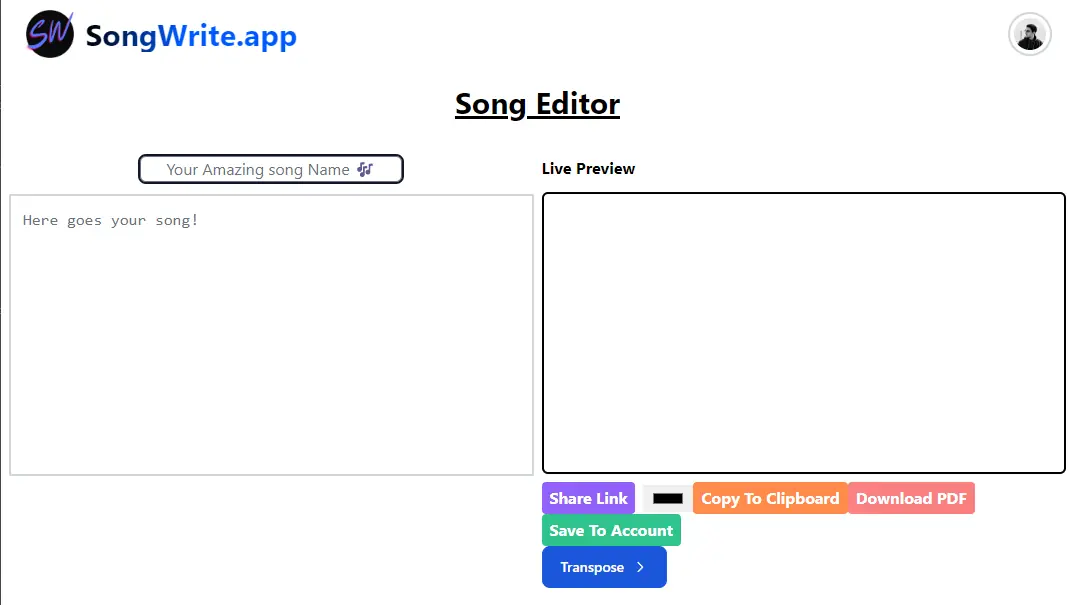 SW SongWrite.app
Song Editor
Your Amazing song Name 🎶
Live Preview
Here goes your song!
Share Link Copy To Clipboard Download PDF
Save To Account
Transpose